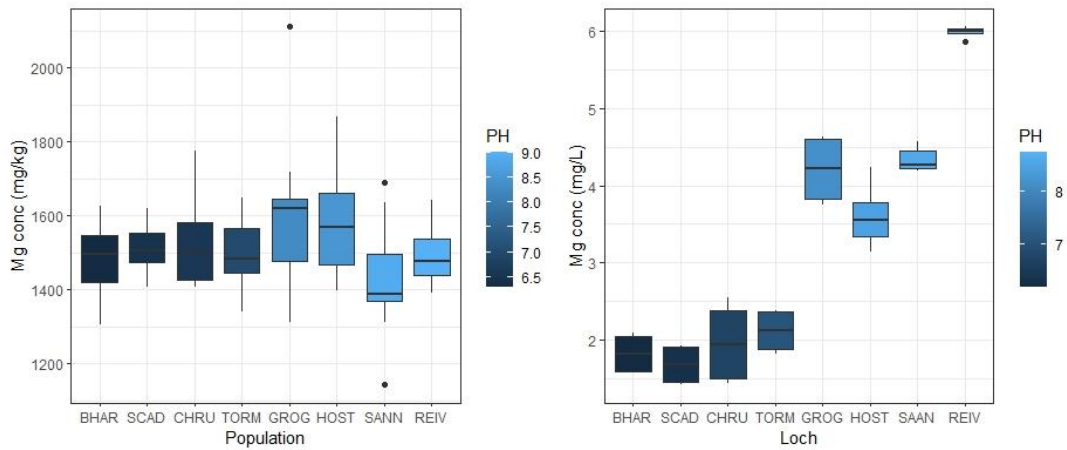 Mg conc (mg/kg)
2000
1800
1600
1400
1200
BHAR SCAD CHRU TORM GROG HOST SANN REIV
Population
PH
9.0
8.5
8.0
7.5
7.0
6.5
Mg conc (mg/L)
6
5
4
3
2
BHAR SCAD CHRU TORM GROG HOST SAAN REIV
Loch
PH
8
7